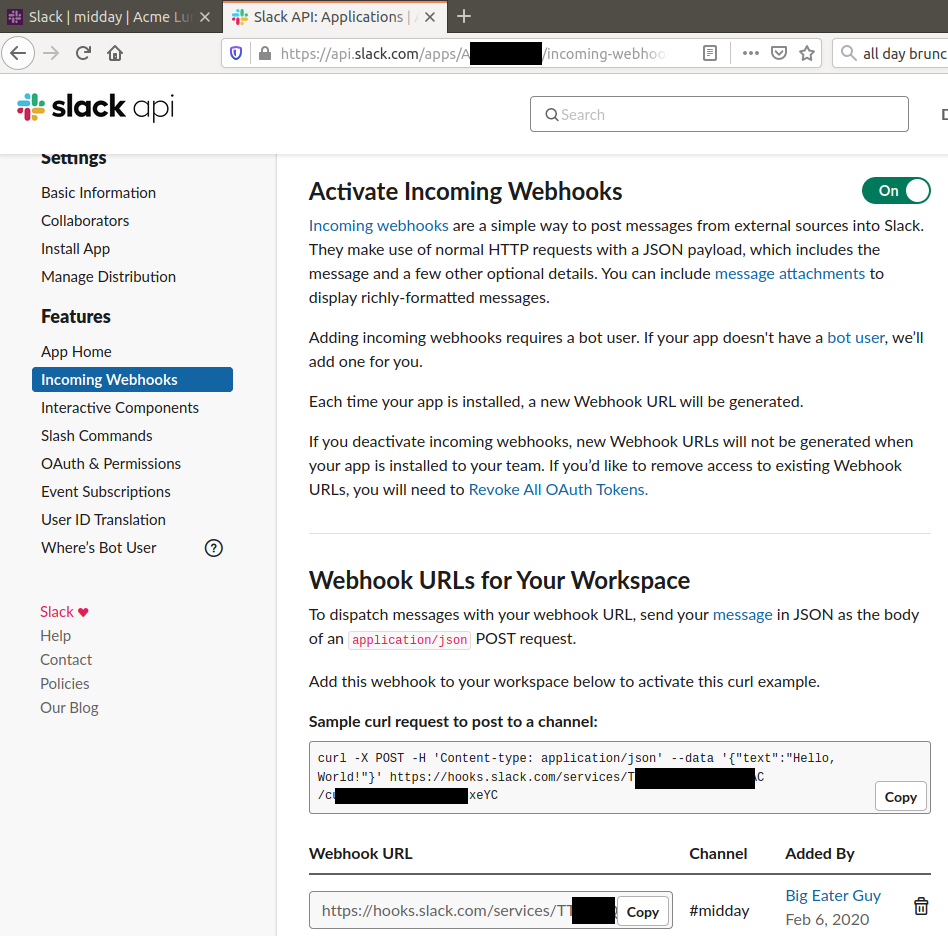 Slack | midday | Acme Lu
Slack API: Applications |
https://api.slack.com/apps/A /incoming-webhoo
all day brunc
slack api
Search
Settings
Basic Information
Collaborators
Install App
Manage Distribution
Features
App Home
Incoming Webhooks
Interactive Components
Slash Commands
OAuth & Permissions
Event Subscriptions
User ID Translation
Where's Bot User
?
Slack
Help
Contact
Policies
Our Blog
Activate Incoming Webhooks
On
Incoming webhooks are a simple way to post messages from external sources into Slack.
They make use of normal HTTP requests with a JSON payload, which includes the
message and a few other optional details. You can include message attachments to
display richly-formatted messages.
Adding incoming webhooks requires a bot user. If your app doesn't have a bot user, we'll
add one for you.
Each time your app is installed, a new Webhook URL will be generated.
If you deactivate incoming webhooks, new Webhook URLs will not be generated when
your app is installed to your team. If you'd like to remove access to existing Webhook
URLs, you will need to Revoke All OAuth Tokens.
Webhook URLs for Your Workspace
To dispatch messages with your webhook URL, send your message in JSON as the body
of an application/json POST request.
Add this webhook to your workspace below to activate this curl example.
Sample curl request to post to a channel:
curl -X POST -H 'Content-type: application/json' --data '{"text":"Hello,
World!"}' https://hooks.slack.com/services/T AC
/cu xeYC
Copy
Webhook URL Channel Added By
https://hooks.slack.com/services/TT Copy #midday Big Eater Guy
Feb 6, 2020